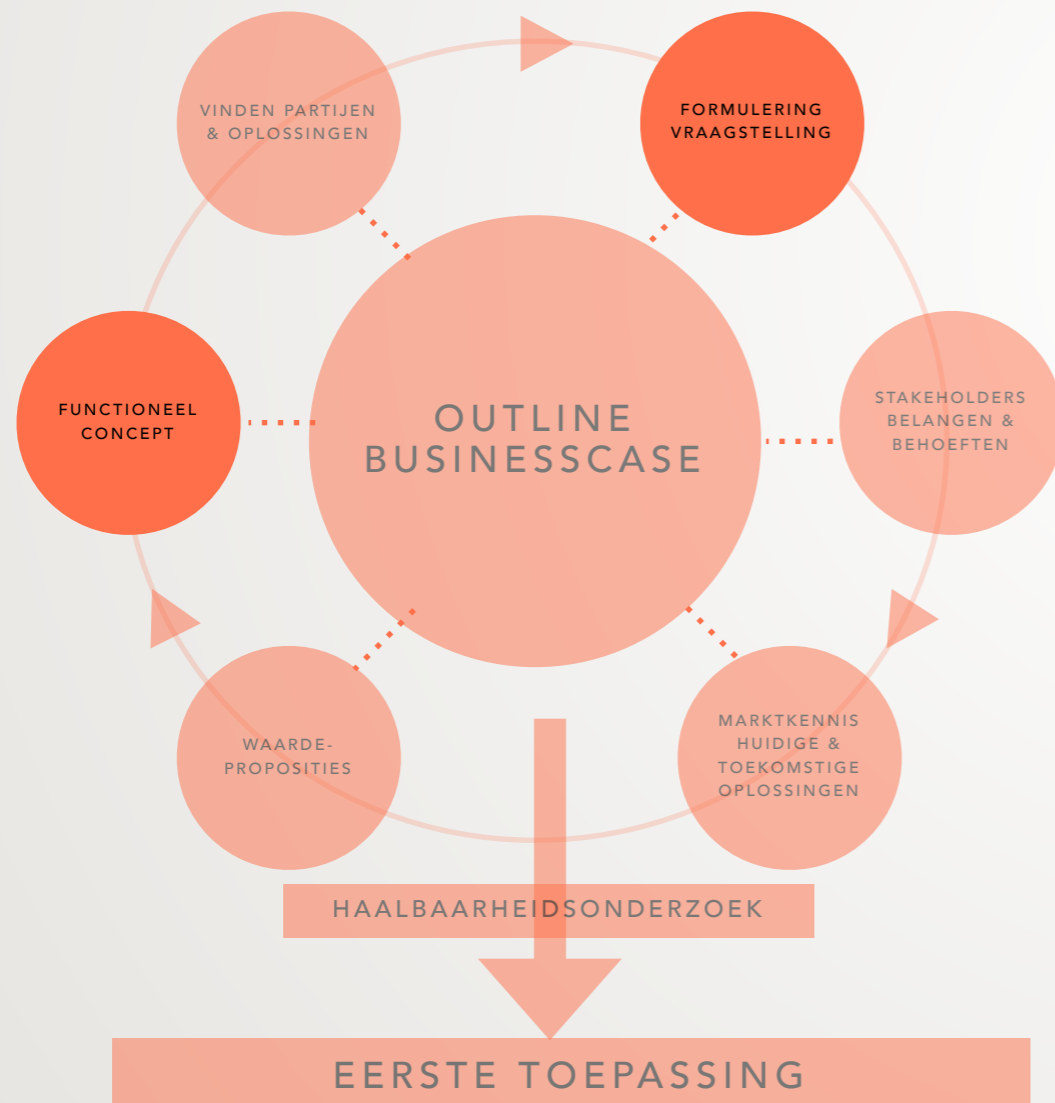 VINDEN PARTIJEN
& OPLOSSINGEN
FORMULERING
VRAAGSTELLING
FUNCTIONEEL
CONCEPT
OUTLINE
BUSINESSCASE
STAKEHOLDERS
BELANGEN &
BEHOEFTEN
WAARDE-
PROPOSITIES
MARKTKENNIS
HUIDIGE &
TOEKOMSTIGE
OPLOSSINGEN
HAALBAARHEIDSONDERZOEK
EERSTE TOEPASSING